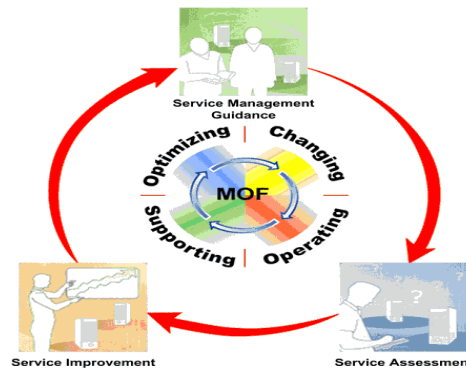 Service Management
Guidance
Optimizing
Changing
MOF
Supporting
Operating
?
?
Service Improvement
Service Assessment